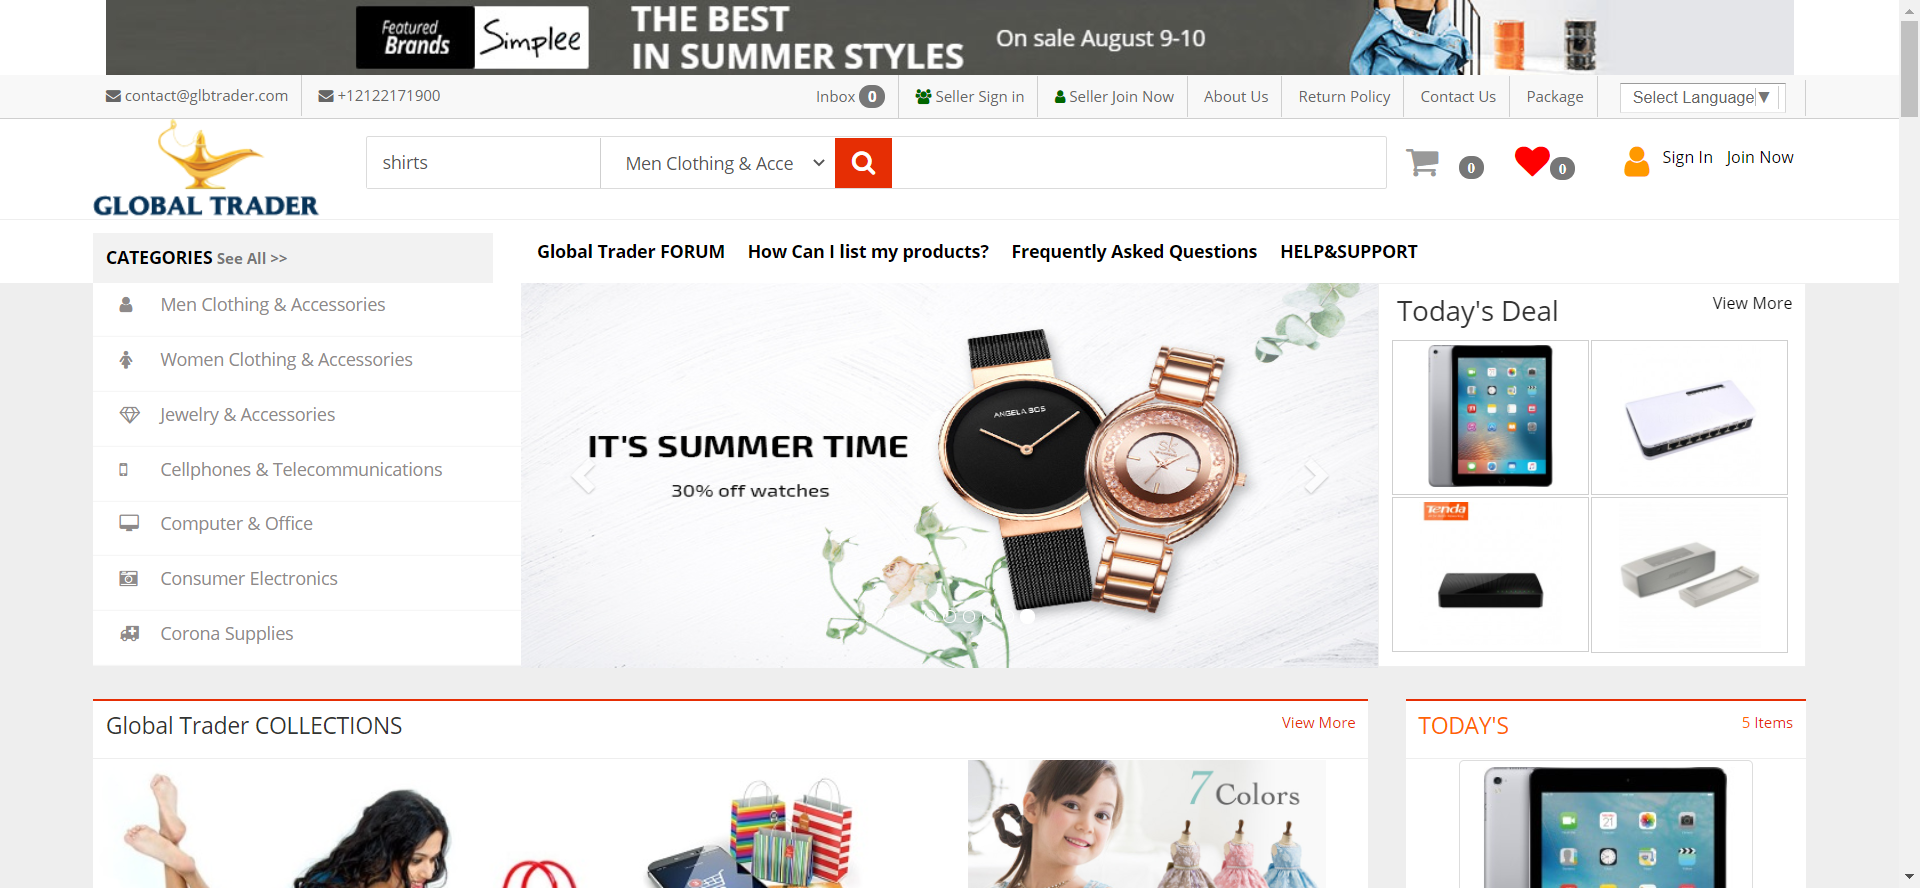 Featured Brands
Simplee
THE BEST
IN SUMMER STYLES
On sale August 9-10
contact@glbtrader.com
+12122171900
Inbox 0
Seller Sign in
Seller Join Now
About Us
Return Policy
Contact Us
Package
Select Language▼
GLOBAL TRADER
shirts
Men Clothing & Acce
0
0
Sign In
Join Now
CATEGORIES See All >>
Global Trader FORUM
How Can I list my products?
Frequently Asked Questions
HELP&SUPPORT
Men Clothing & Accessories
Women Clothing & Accessories
Jewelry & Accessories
Cellphones & Telecommunications
Computer & Office
Consumer Electronics
Corona Supplies
IT'S SUMMER TIME
30% off watches
ANGELA BOS
SK
Today's Deal
View More
Tenda
Global Trader COLLECTIONS
View More
TODAY'S
5 Items
7 Colors